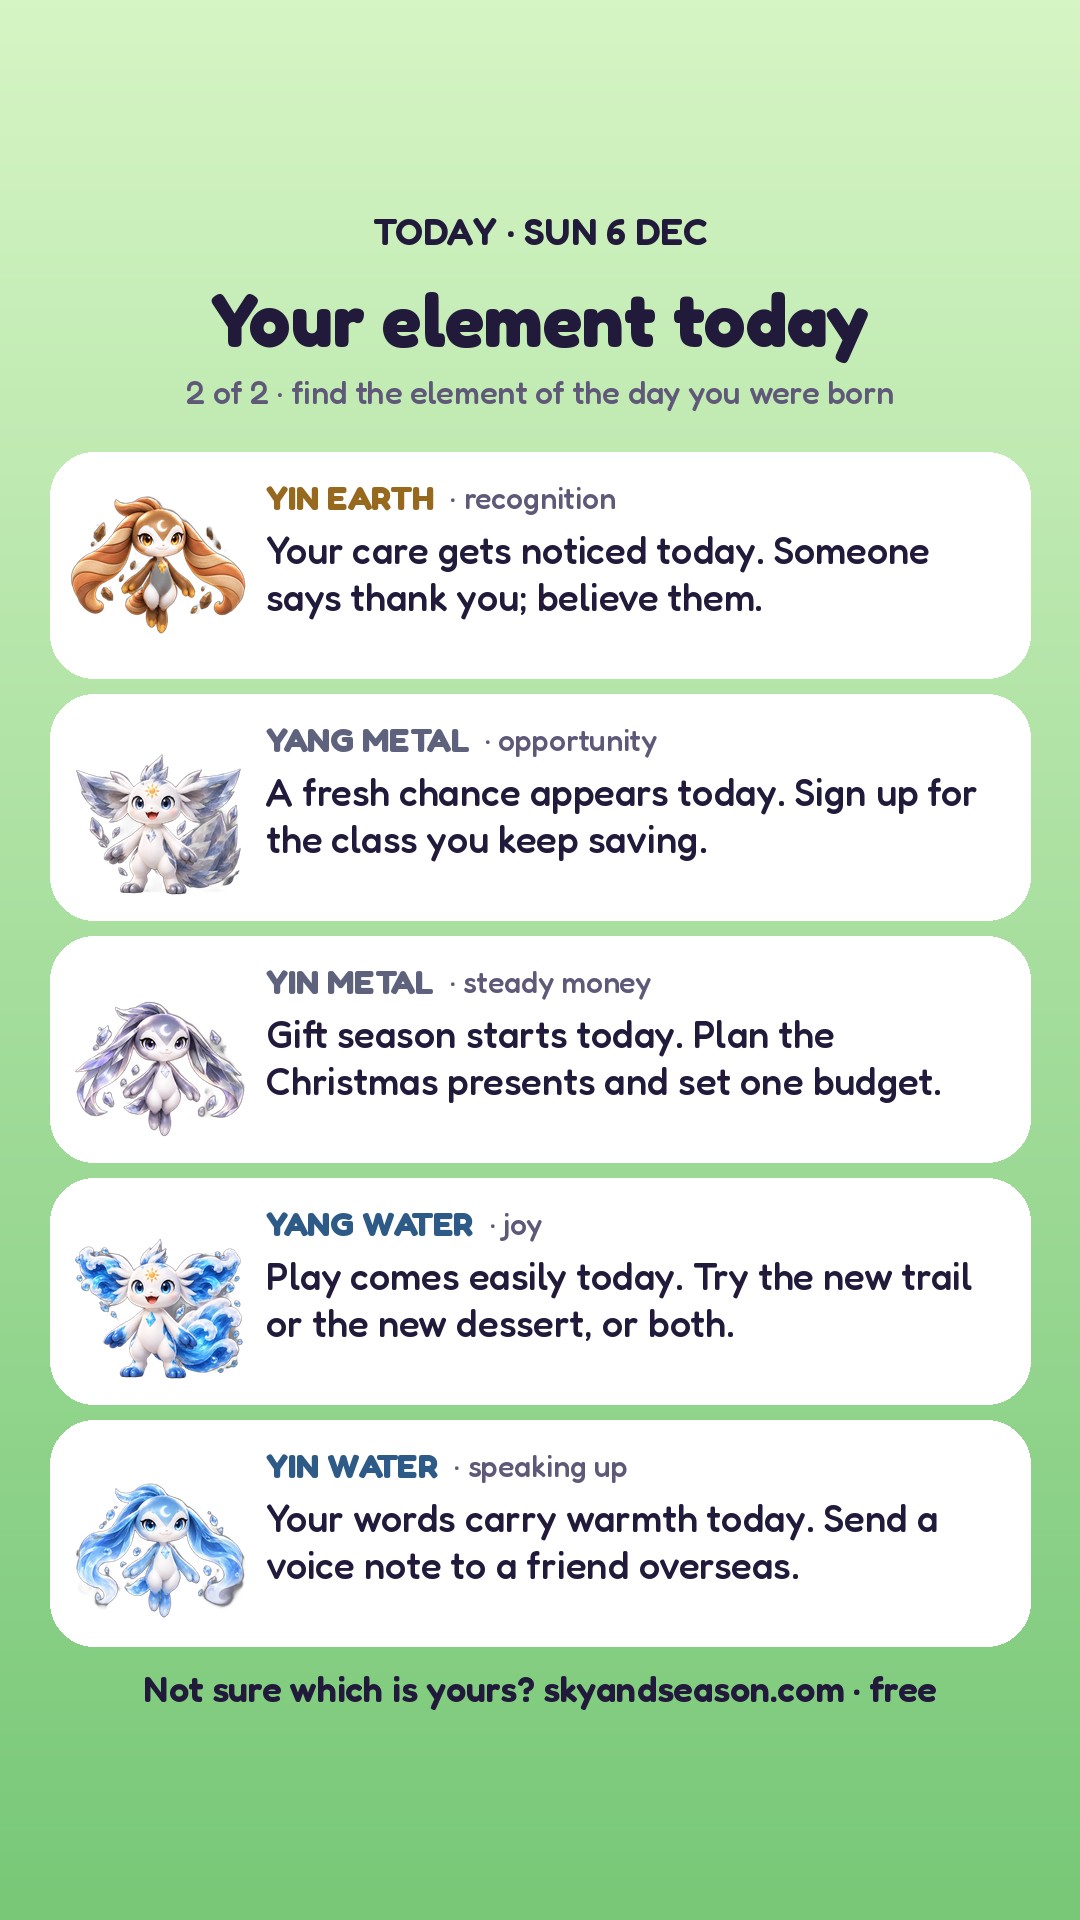 TODAY · SUN 6 DEC
Your element today
2 of 2 · find the element of the day you were born
YIN EARTH · recognition
Your care gets noticed today. Someone
says thank you; believe them.
YANG METAL · opportunity
A fresh chance appears today. Sign up for
the class you keep saving.
YIN METAL · steady money
Gift season starts today. Plan the
Christmas presents and set one budget.
YANG WATER · joy
Play comes easily today. Try the new trail
or the new dessert, or both.
YIN WATER · speaking up
Your words carry warmth today. Send a
voice note to a friend overseas.
Not sure which is yours? skyandseason.com · free